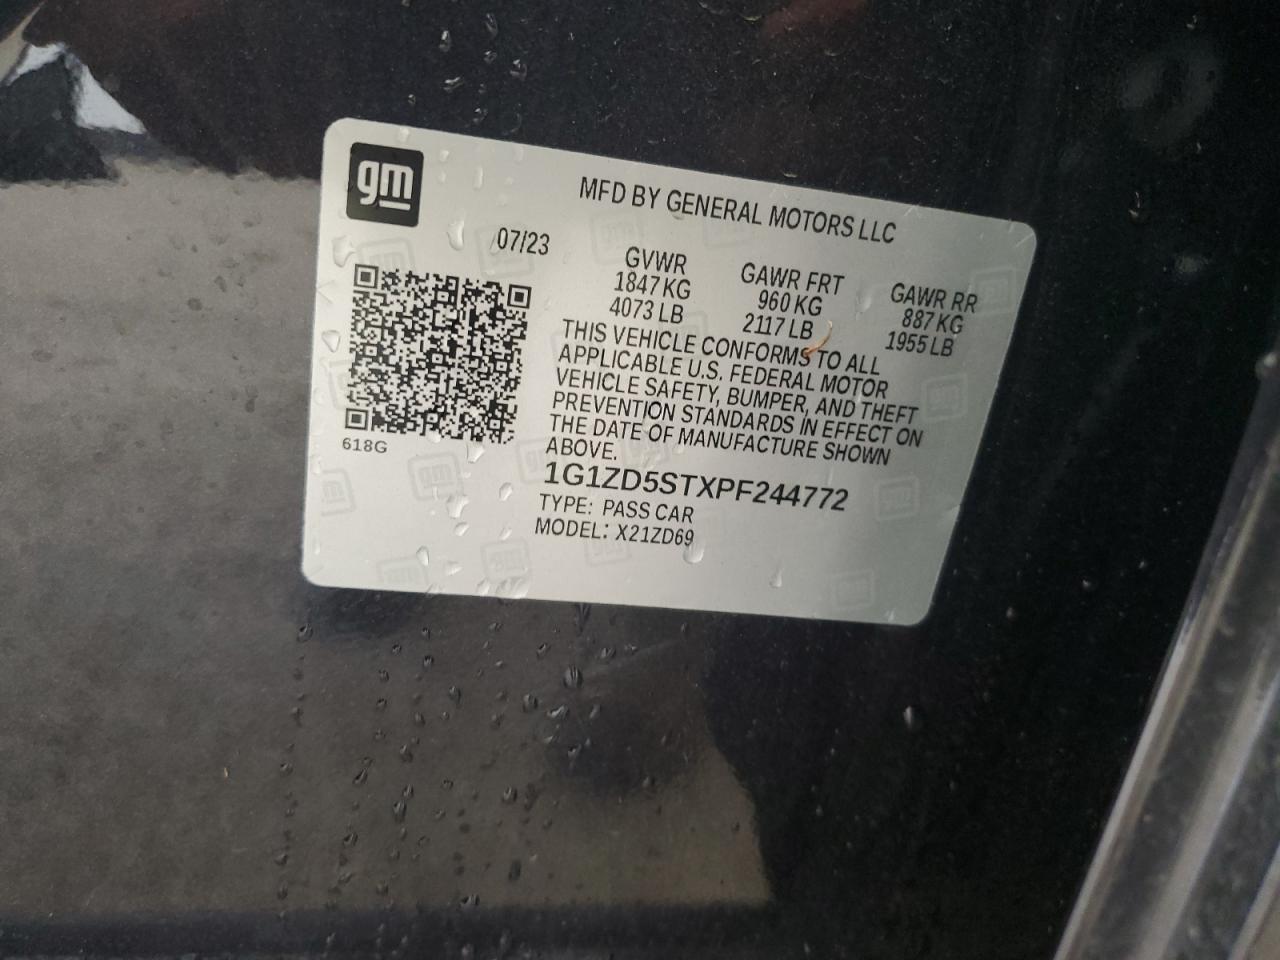 gm
MFD BY GENERAL MOTORS LLC
07/23
GVWR
1847 KG
4073 LB
GAWR FRT
960 KG
2117 LB
GAWR RR
887 KG
1955 LB
THIS VEHICLE CONFORMS TO ALL
APPLICABLE U.S. FEDERAL MOTOR
VEHICLE SAFETY, BUMPER, AND THEFT
PREVENTION STANDARDS IN EFFECT ON
THE DATE OF MANUFACTURE SHOWN
ABOVE.
618G
1G1ZD5STXPF244772
TYPE: PASS CAR
MODEL: X21ZD69